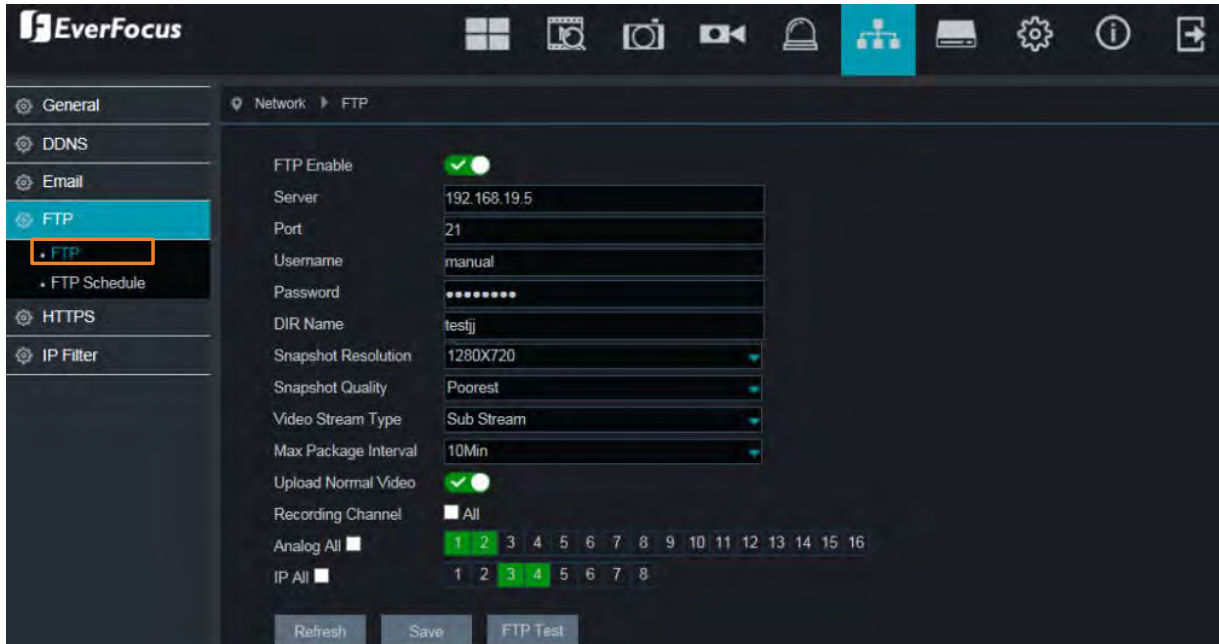 EverFocus
General
DDNS
Email
FTP
FTP
FTP Schedule
HTTPS
IP Filter
Network FTP
FTP Enable
Server 192.168.19.5
Port 21
Username manual
Password ••••••••
DIR Name testjj
Snapshot Resolution 1280X720
Snapshot Quality Poorest
Video Stream Type Sub Stream
Max Package Interval 10Min
Upload Normal Video
Recording Channel All
Analog All 1 2 3 4 5 6 7 8 9 10 11 12 13 14 15 16
IP All 1 2 3 4 5 6 7 8
Refresh Save FTP Test